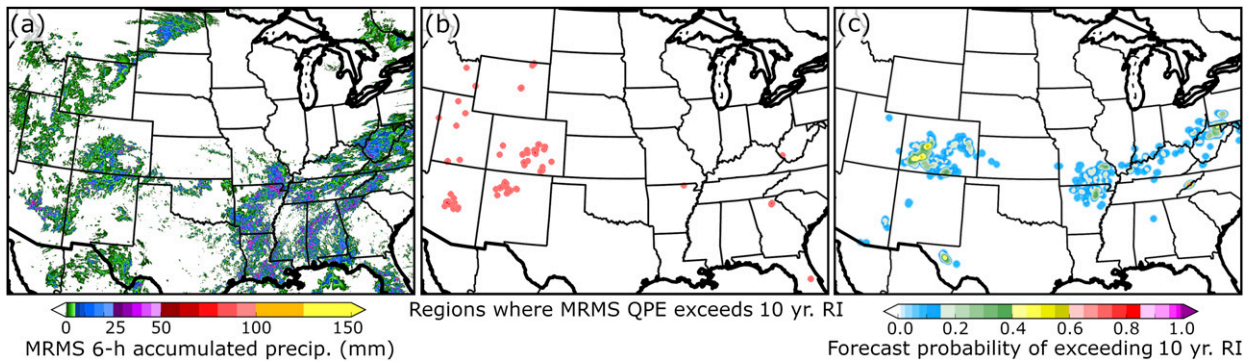 (a)
(b)
(c)
0 25 50 100 150
MRMS 6-h accumulated precip. (mm)
Regions where MRMS QPE exceeds 10 yr. RI
0.0 0.2 0.4 0.6 0.8 1.0
Forecast probability of exceeding 10 yr. RI